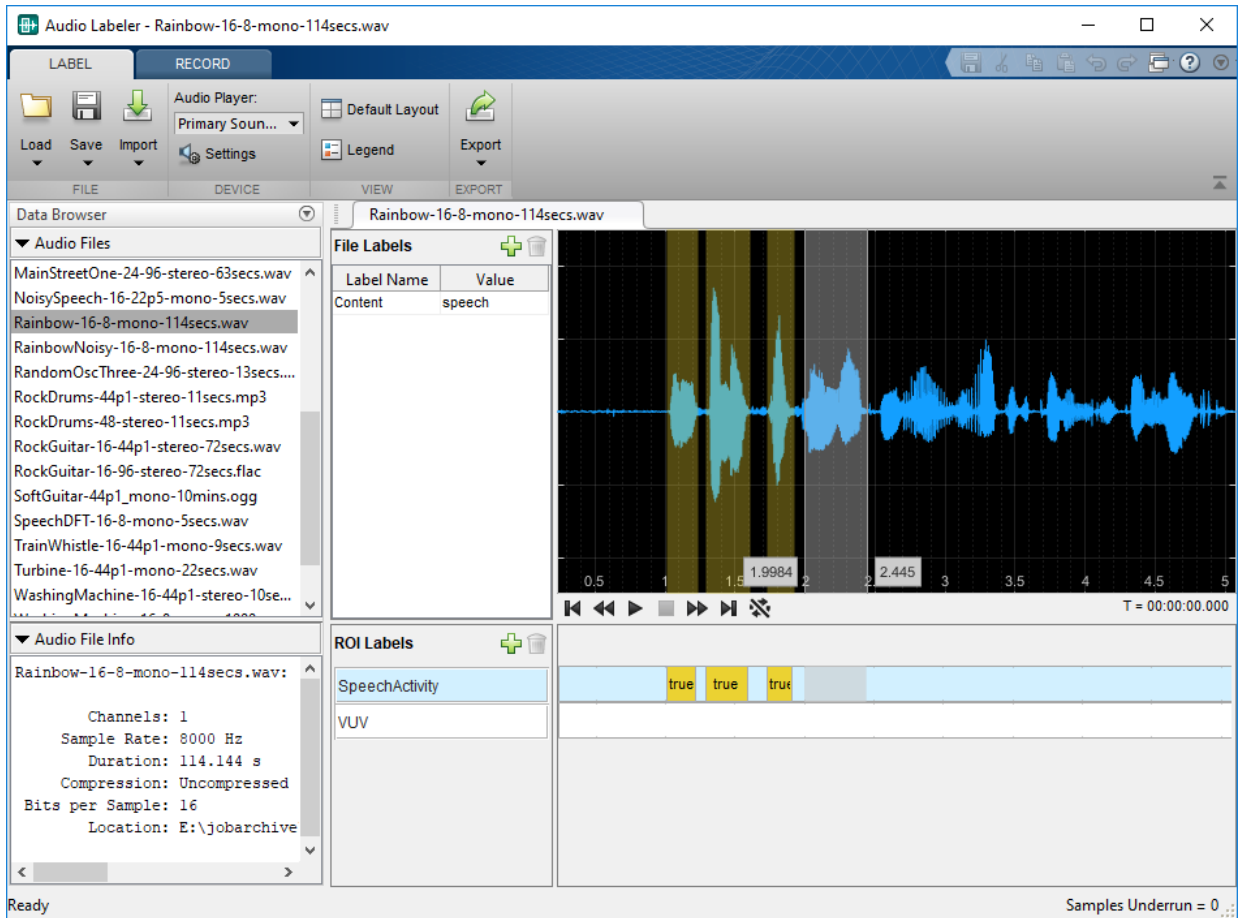 Audio Labeler - Rainbow-16-8-mono-114secs.wav
LABEL
RECORD
Load
Save
Import
Audio Player:
Primary Soun...
Settings
Default Layout
Legend
Export
FILE
DEVICE
VIEW
EXPORT
Data Browser
Audio Files
MainStreetOne-24-96-stereo-63secs.wav
NoisySpeech-16-22p5-mono-5secs.wav
Rainbow-16-8-mono-114secs.wav
RainbowNoisy-16-8-mono-114secs.wav
RandomOscThree-24-96-stereo-13secs....
RockDrums-44p1-stereo-11secs.mp3
RockDrums-48-stereo-11secs.mp3
RockGuitar-16-44p1-stereo-72secs.wav
RockGuitar-16-96-stereo-72secs.flac
SoftGuitar-44p1_mono-10mins.ogg
SpeechDFT-16-8-mono-5secs.wav
TrainWhistle-16-44p1-mono-9secs.wav
Turbine-16-44p1-mono-22secs.wav
WashingMachine-16-44p1-stereo-10se...
Audio File Info
Rainbow-16-8-mono-114secs.wav:
Channels: 1
Sample Rate: 8000 Hz
Duration: 114.144 s
Compression: Uncompressed
Bits per Sample: 16
Location: E:\jobarchive
Rainbow-16-8-mono-114secs.wav
File Labels
Label Name Value
Content speech
0.5 1 1.5 1.9984 2 2.445 3 3.5 4 4.5 5
T = 00:00:00.000
ROI Labels
SpeechActivity
true true true
VUV
Ready
Samples Underrun = 0